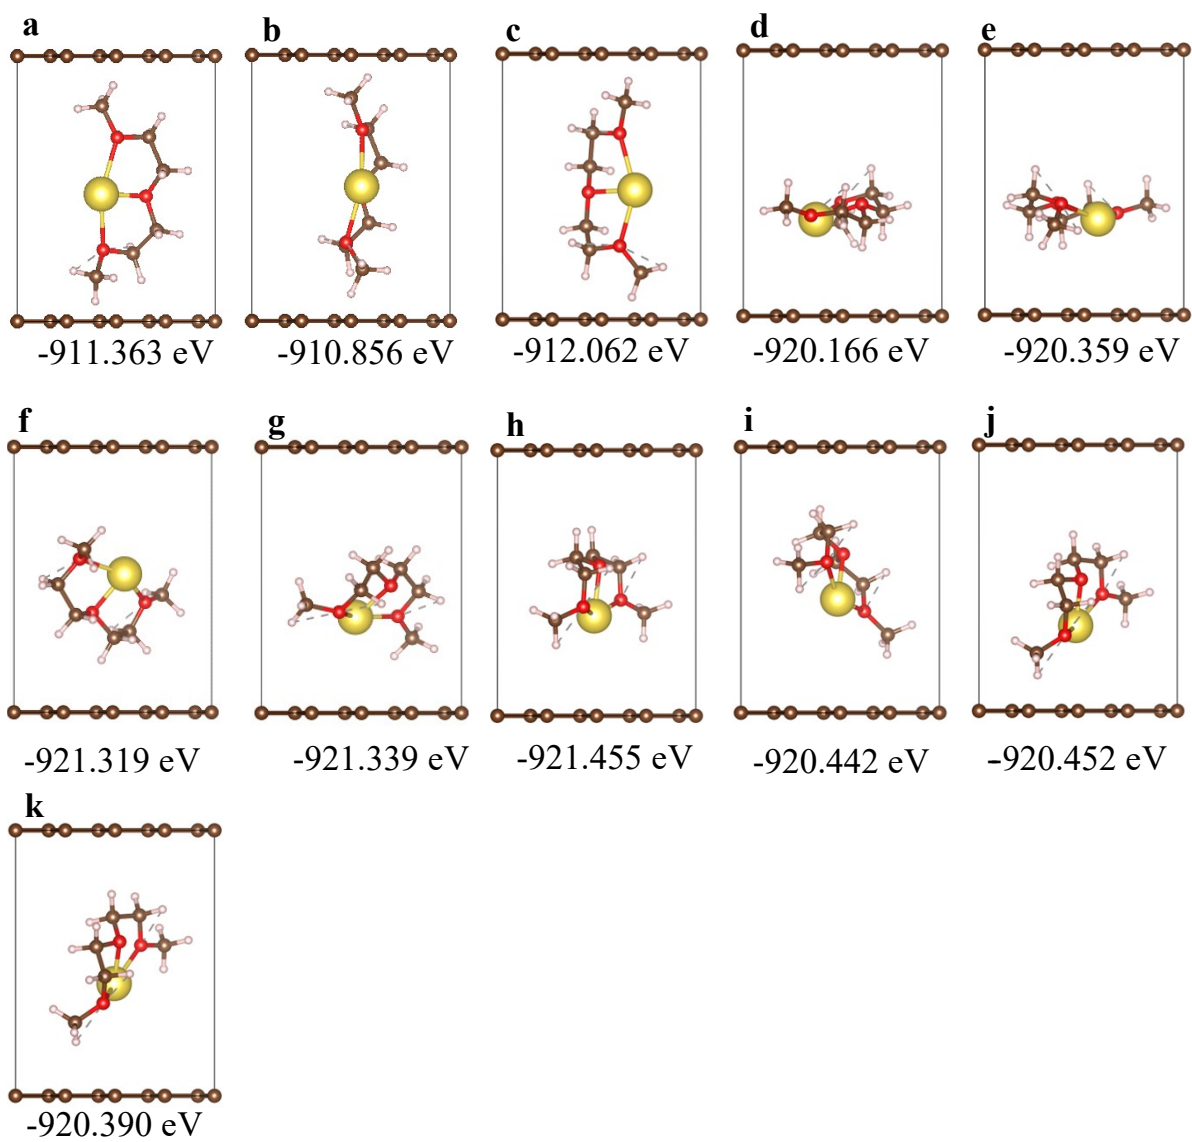 a b c d e
-911.363 eV -910.856 eV -912.062 eV -920.166 eV -920.359 eV
f g h i j
-921.319 eV -921.339 eV -921.455 eV -920.442 eV -920.452 eV
k
-920.390 eV